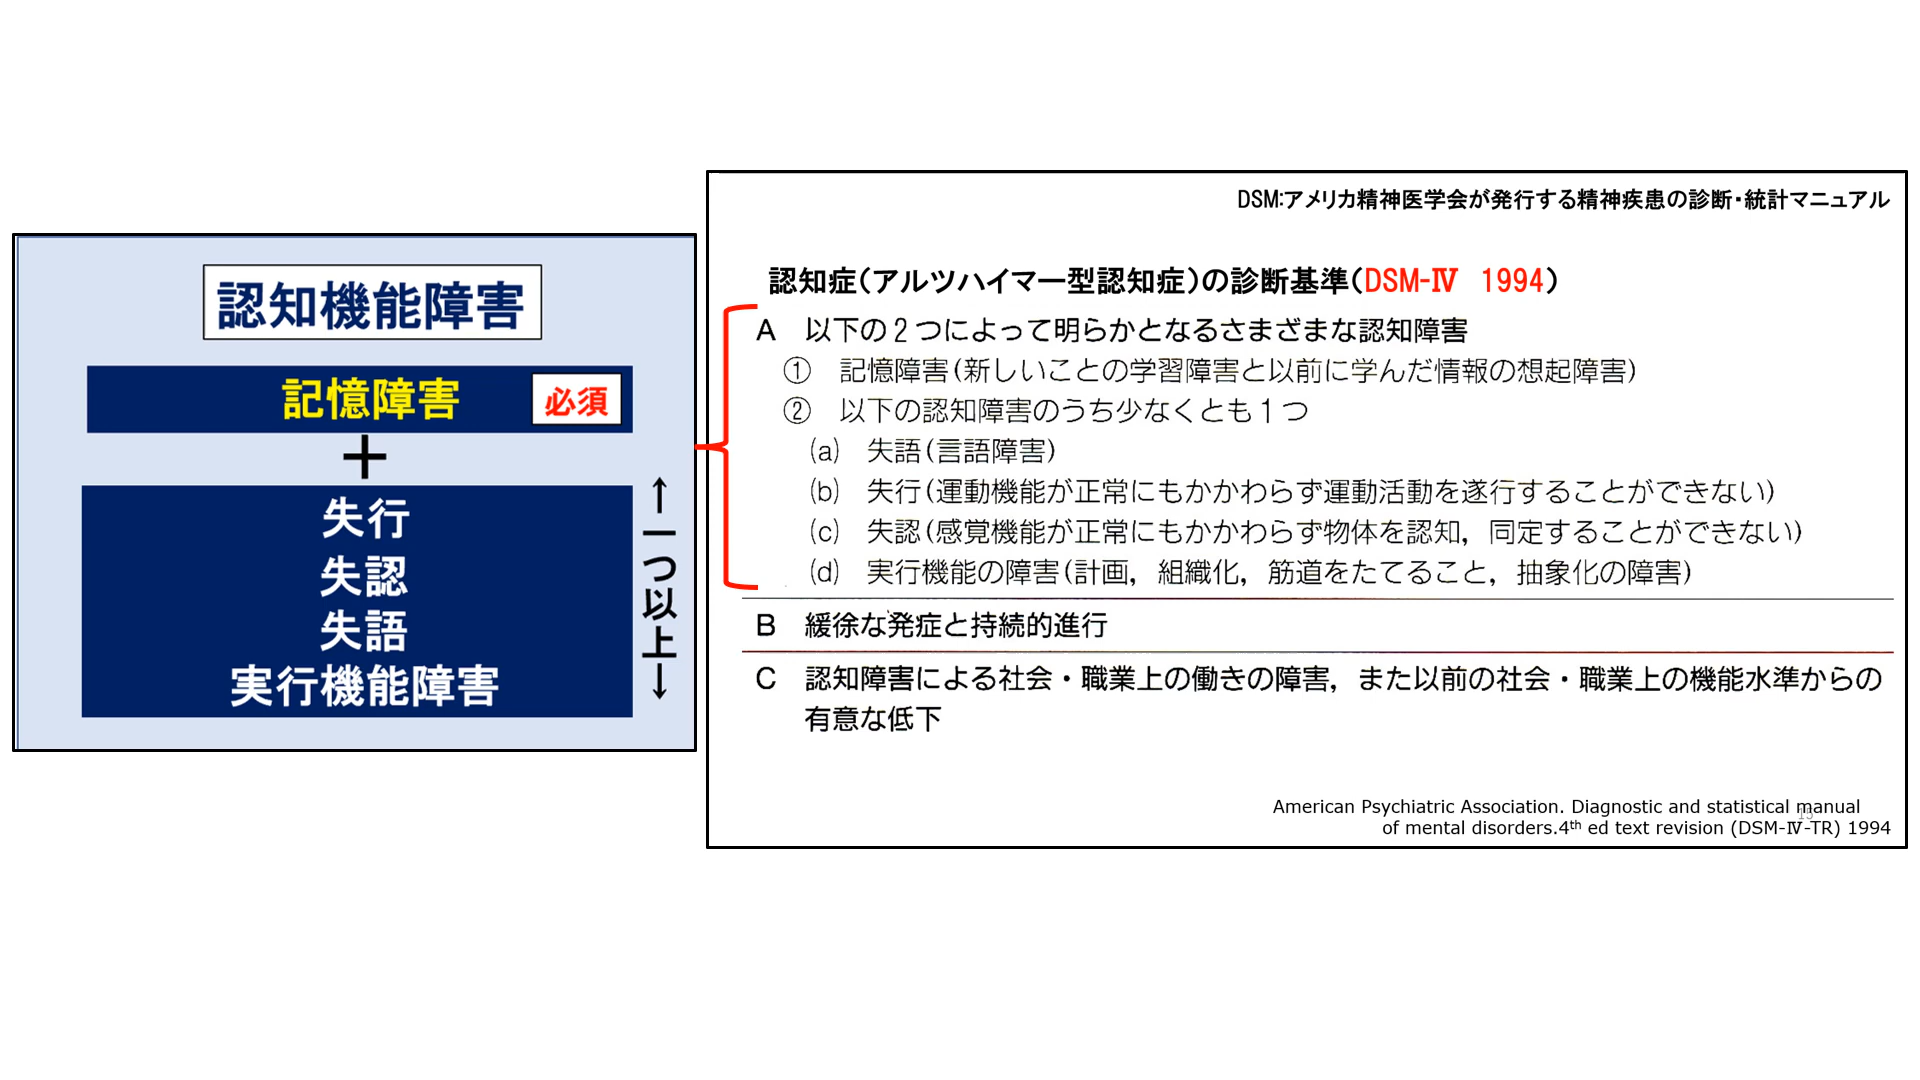 認知機能障害
記憶障害
必須
＋
失行
失認
失語
実行機能障害
↑一つ以上↓
DSM:アメリカ精神医学会が発行する精神疾患の診断・統計マニュアル
認知症（アルツハイマー型認知症）の診断基準（DSM-Ⅳ 1994）
A 以下の２つによって明らかとなるさまざまな認知障害
① 記憶障害（新しいことの学習障害と以前に学んだ情報の想起障害）
② 以下の認知障害のうち少なくとも１つ
(a) 失語（言語障害）
(b) 失行（運動機能が正常にもかかわらず運動活動を遂行することができない）
(c) 失認（感覚機能が正常にもかかわらず物体を認知，同定することができない）
(d) 実行機能の障害（計画，組織化，筋道をたてること，抽象化の障害）
B 緩徐な発症と持続的進行
C 認知障害による社会・職業上の働きの障害，また以前の社会・職業上の機能水準からの
有意な低下
American Psychiatric Association. Diagnostic and statistical manual
of mental disorders.4th ed text revision (DSM-Ⅳ-TR) 1994
15